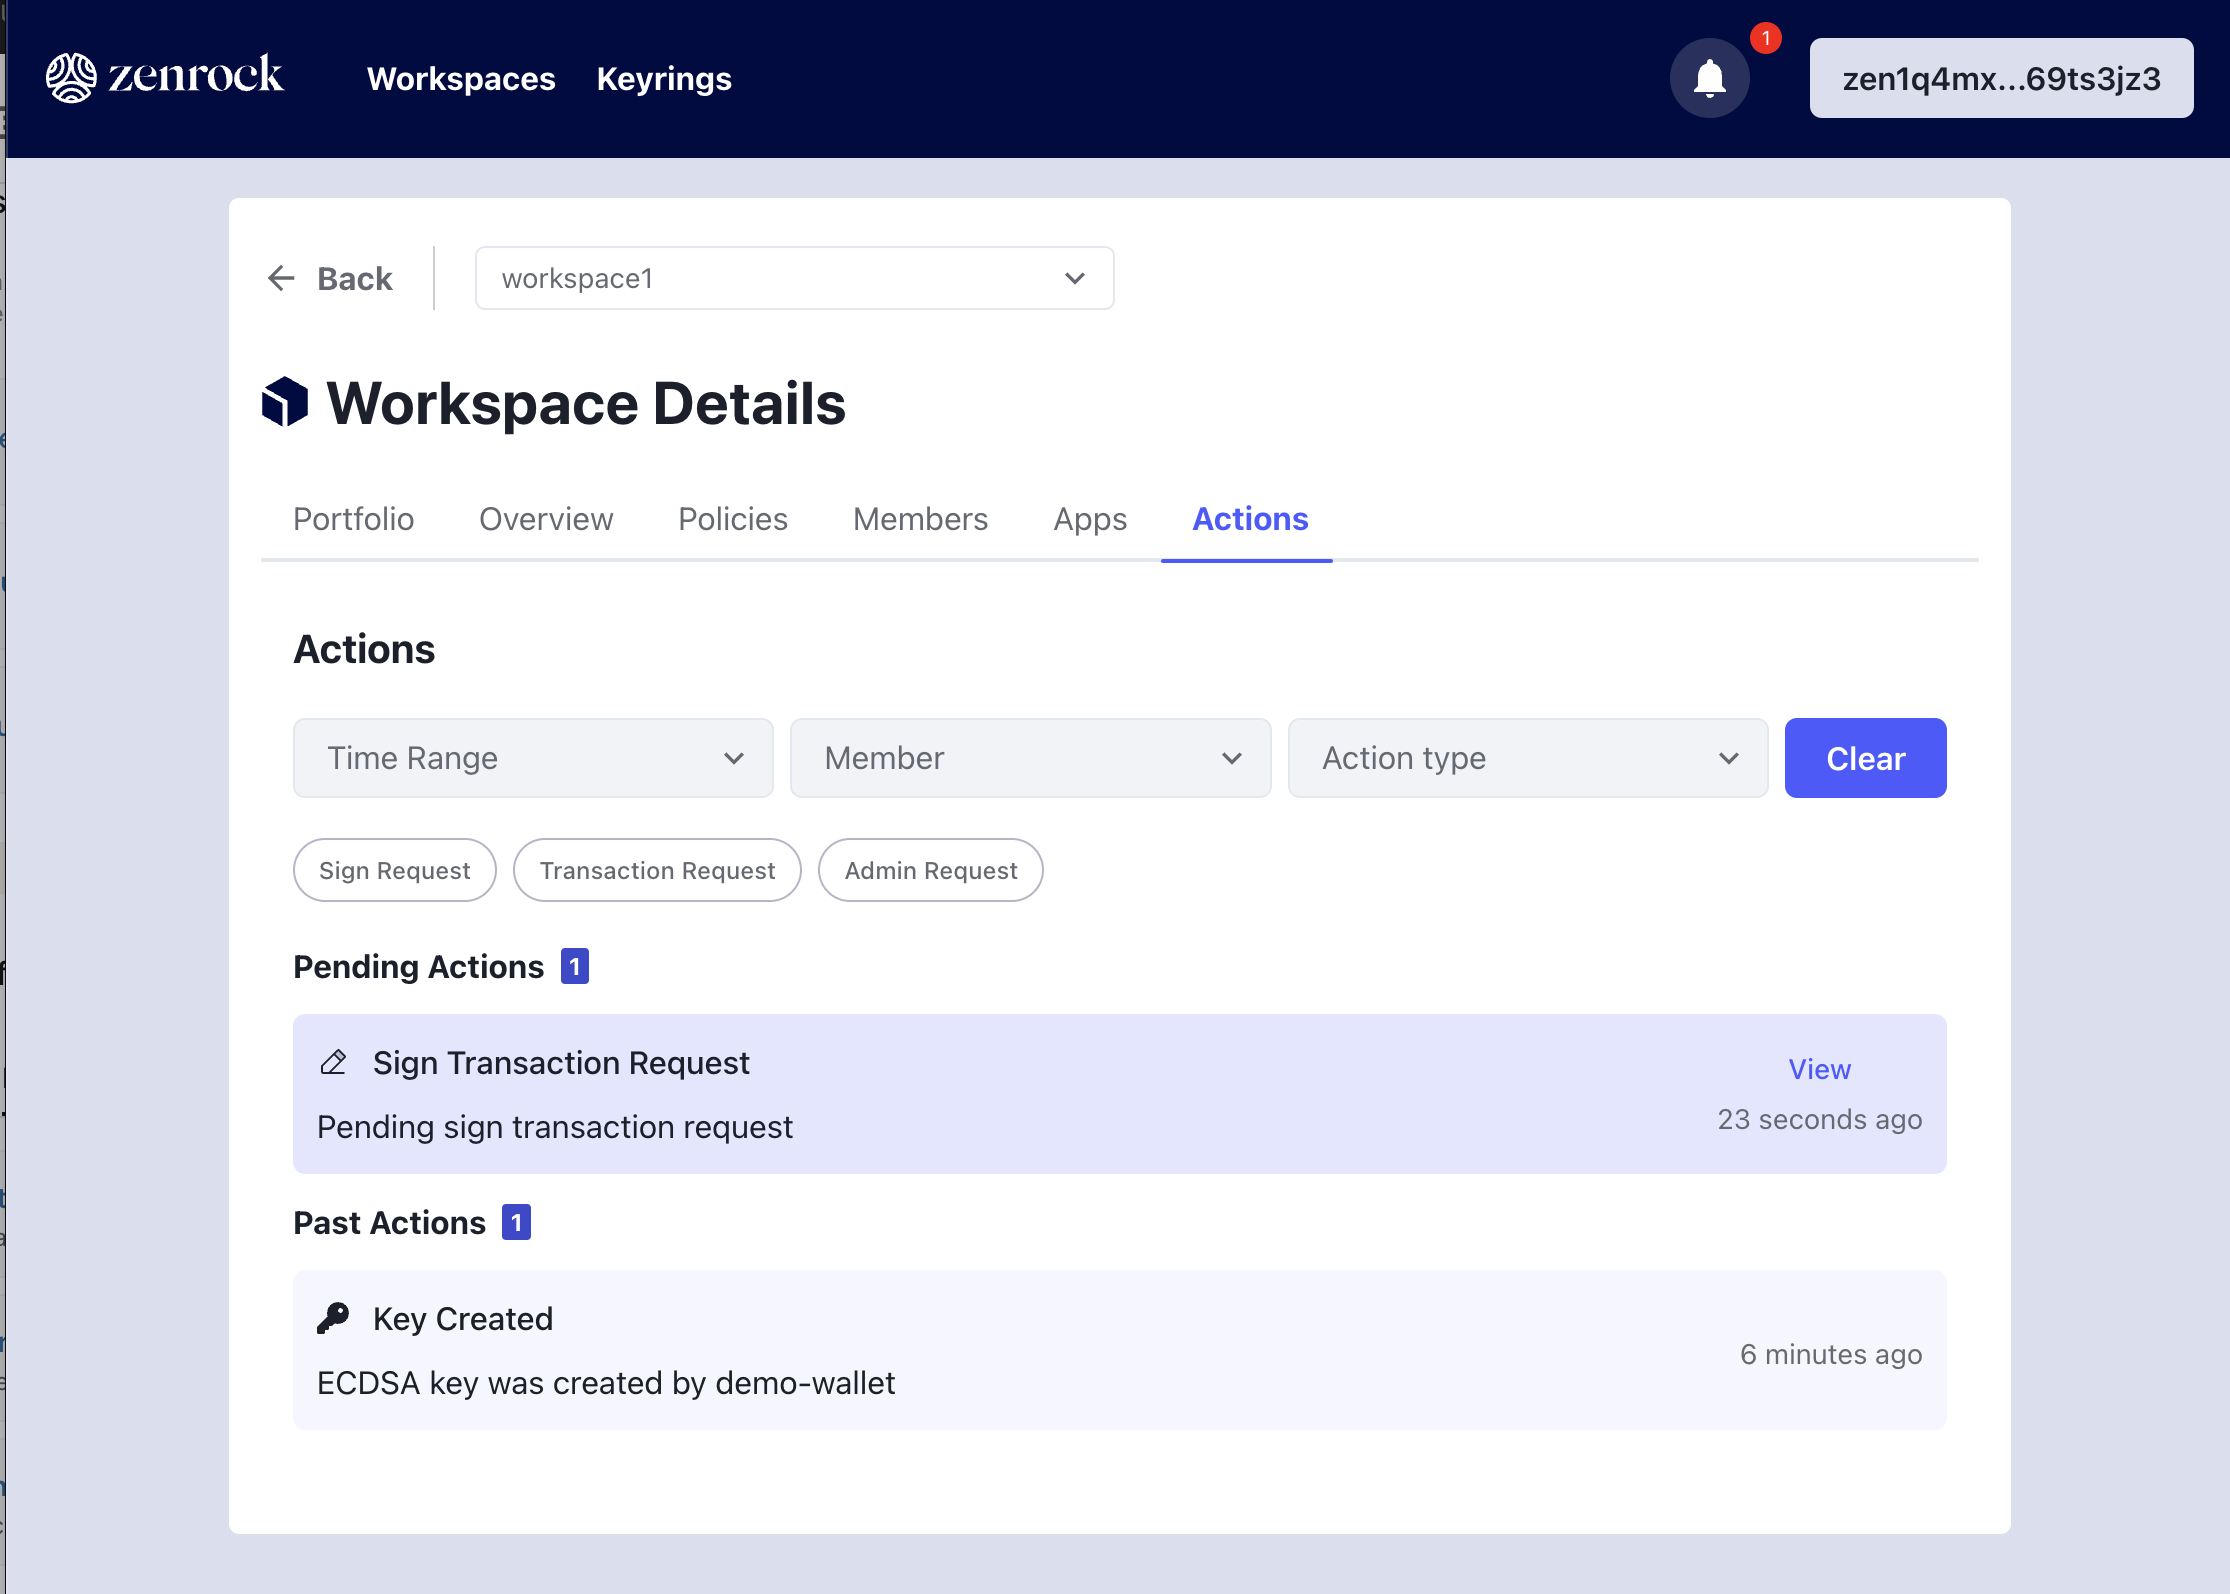 zenrock
Workspaces
Keyrings
1
zen1q4mx...69ts3jz3
Back
workspace1
Workspace Details
Portfolio
Overview
Policies
Members
Apps
Actions
Actions
Time Range
Member
Action type
Clear
Sign Request
Transaction Request
Admin Request
Pending Actions 1
Sign Transaction Request
View
Pending sign transaction request
23 seconds ago
Past Actions 1
Key Created
6 minutes ago
ECDSA key was created by demo-wallet